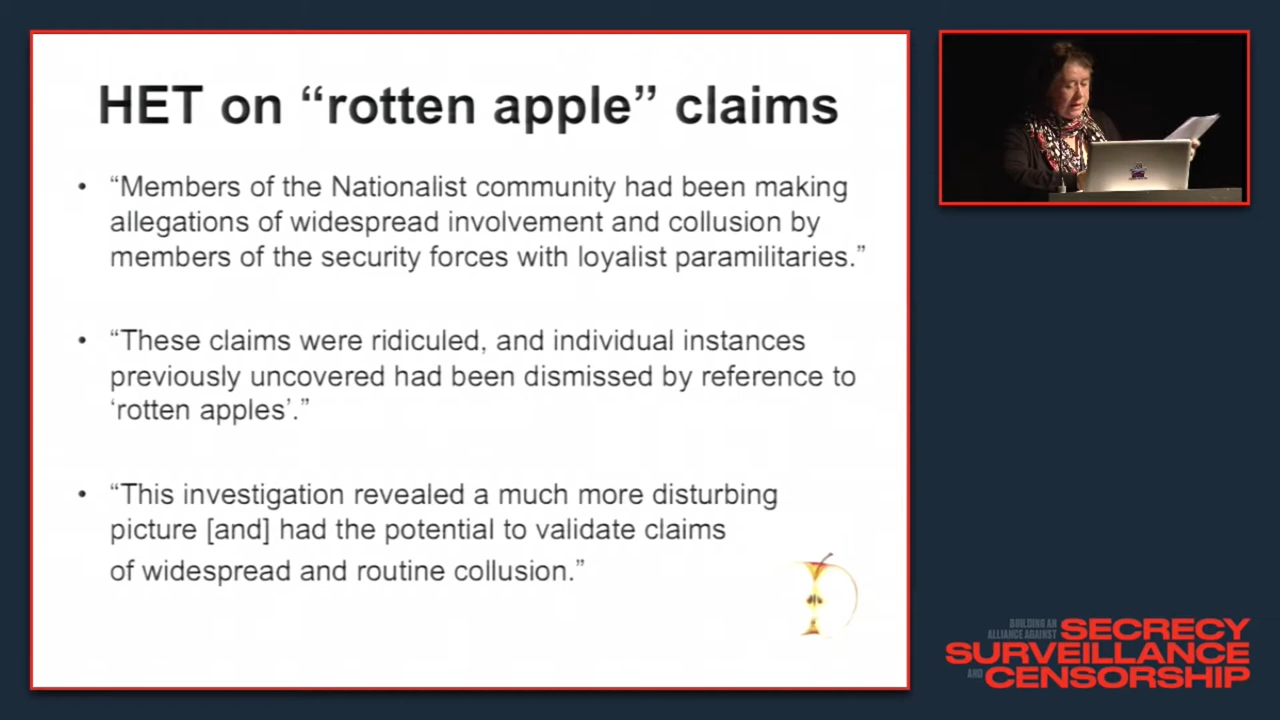 HET on “rotten apple” claims
• “Members of the Nationalist community had been making
allegations of widespread involvement and collusion by
members of the security forces with loyalist paramilitaries.”
• “These claims were ridiculed, and individual instances
previously uncovered had been dismissed by reference to
‘rotten apples’.”
• “This investigation revealed a much more disturbing
picture [and] had the potential to validate claims
of widespread and routine collusion.”
BUILDING AN
ALLIANCE AGAINST
SECRECY
SURVEILLANCE
AND CENSORSHIP